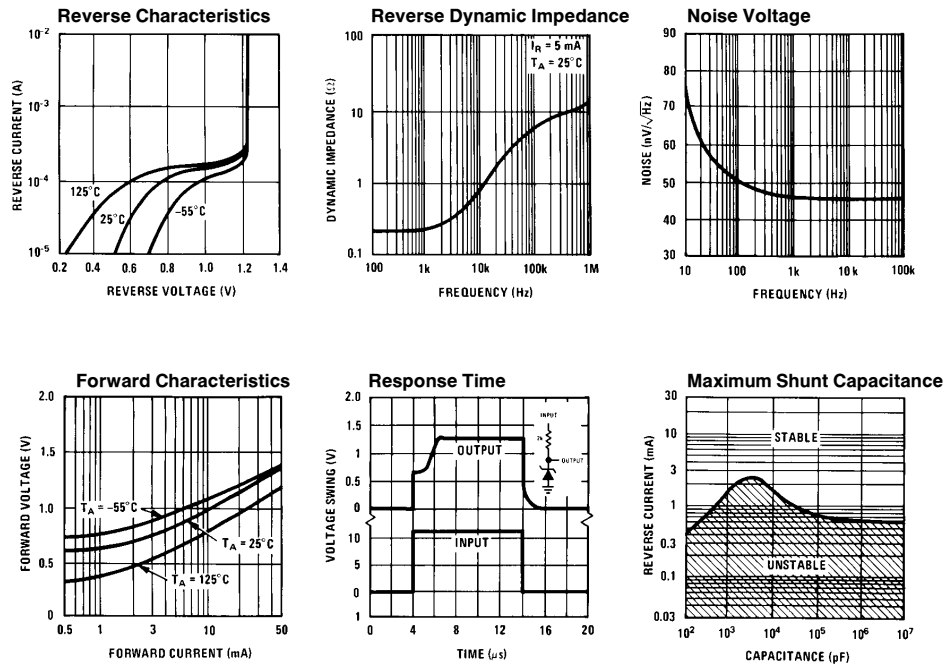 Reverse Characteristics
REVERSE CURRENT (A)
10-2
10-3
10-4
10-5
125°C
25°C
-55°C
0.2 0.4 0.6 0.8 1.0 1.2 1.4
REVERSE VOLTAGE (V)
Reverse Dynamic Impedance
DYNAMIC IMPEDANCE (Ω)
100
10
1
0.1
IR = 5 mA
TA = 25°C
100 1k 10k 100k 1M
FREQUENCY (Hz)
Noise Voltage
NOISE (nV/√Hz)
90
80
70
60
50
40
30
10 100 1k 10k 100k
FREQUENCY (Hz)
Forward Characteristics
FORWARD VOLTAGE (V)
2.0
1.5
1.0
0.5
0
TA = -55°C
TA = 25°C
TA = 125°C
0.5 1 3 10 50
FORWARD CURRENT (mA)
Response Time
VOLTAGE SWING (V)
2.0
1.5
1.0
0.5
0
10
5
0
1
OUTPUT
INPUT
INPUT
2k
OUTPUT
0 4 8 12 16 20
TIME (μs)
Maximum Shunt Capacitance
REVERSE CURRENT (mA)
30
10
3
1
0.3
0.1
0.03
STABLE
UNSTABLE
10² 10³ 10⁴ 10⁵ 10⁶ 10⁷
CAPACITANCE (pF)